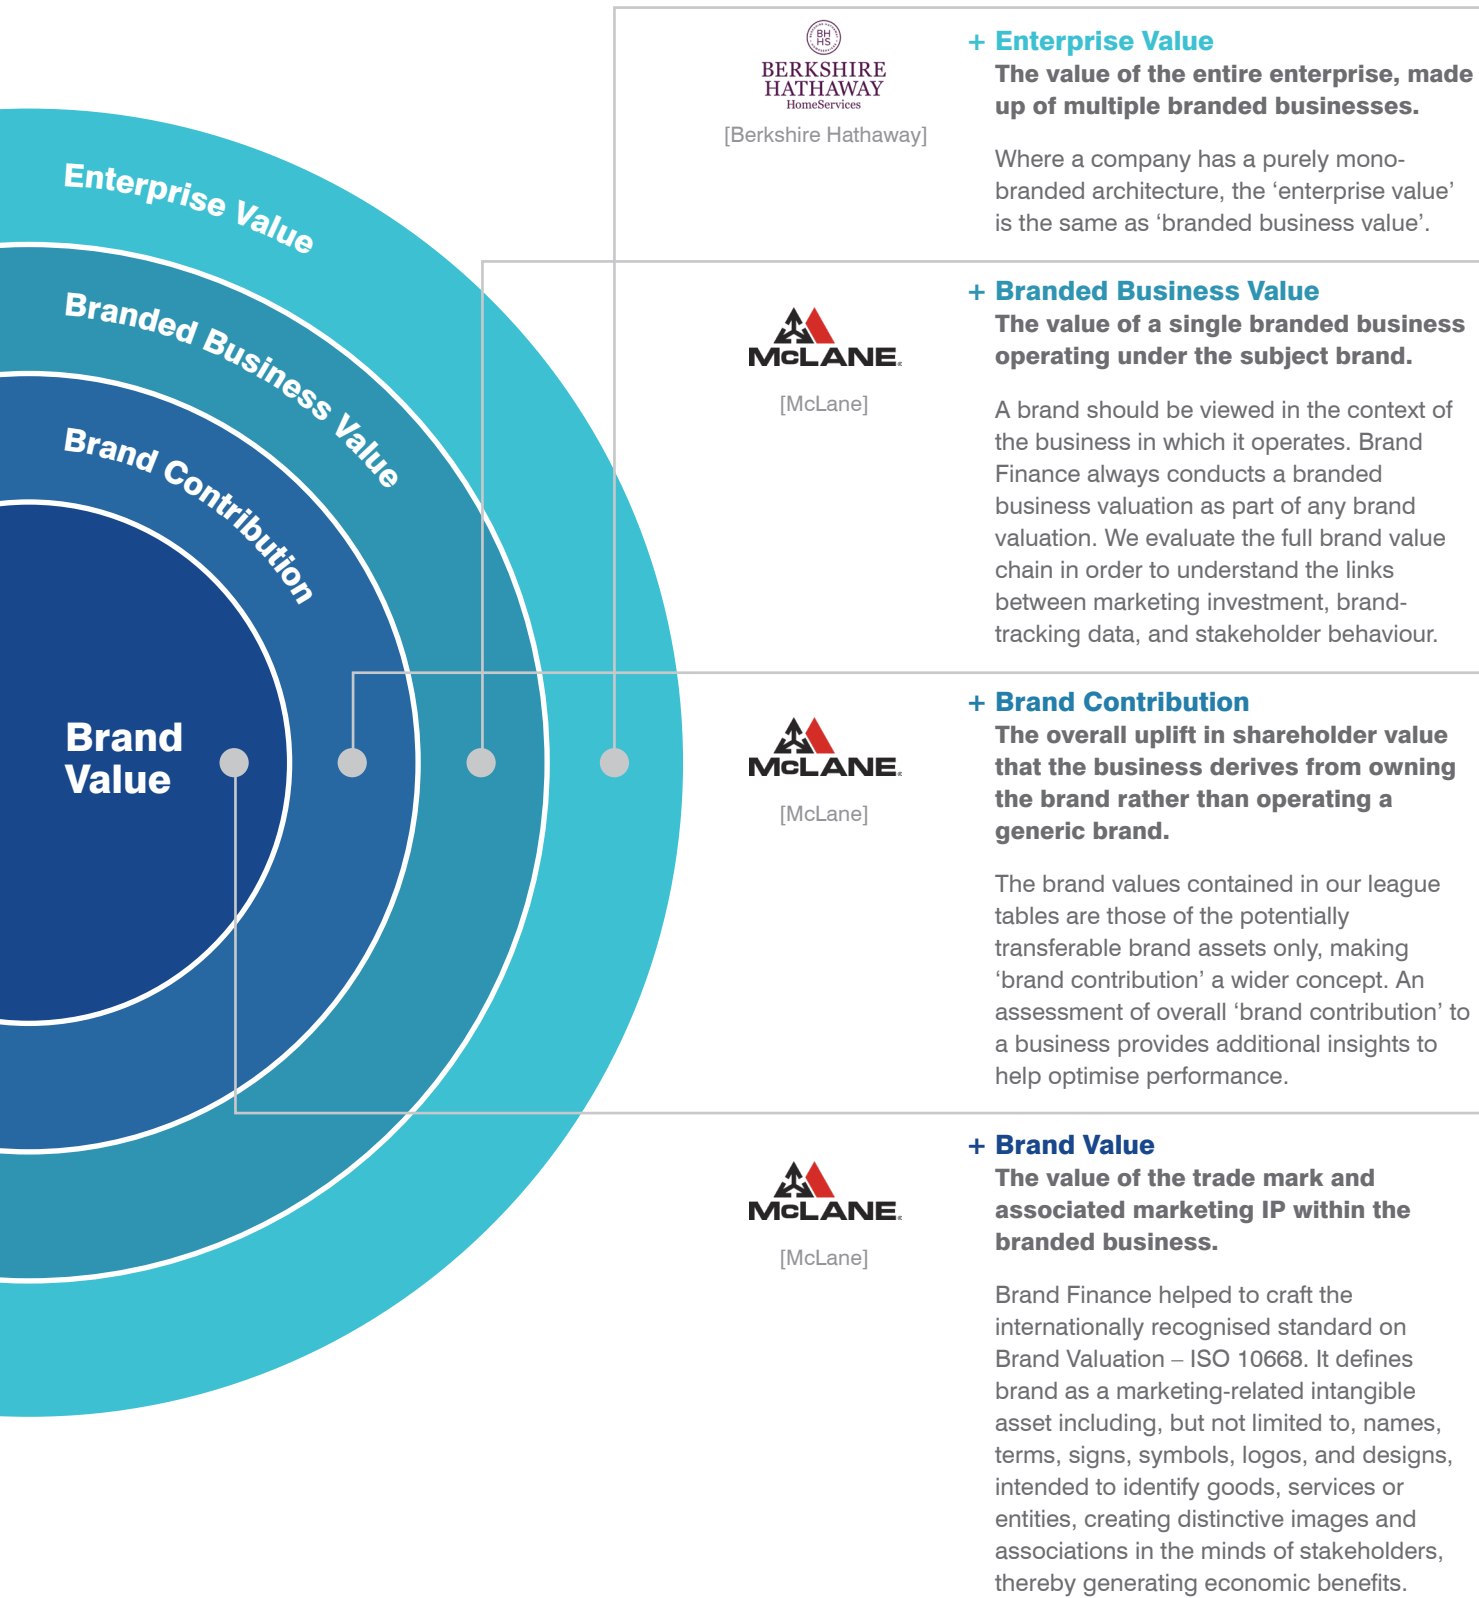 Enterprise Value
Branded Business Value
Brand Contribution
Brand
Value
BH
HS
BERKSHIRE
HATHAWAY
HomeServices
[Berkshire Hathaway]
+ Enterprise Value
The value of the entire enterprise, made
up of multiple branded businesses.
Where a company has a purely mono-
branded architecture, the ‘enterprise value’
is the same as ‘branded business value’.
McLANE
[McLane]
+ Branded Business Value
The value of a single branded business
operating under the subject brand.
A brand should be viewed in the context of
the business in which it operates. Brand
Finance always conducts a branded
business valuation as part of any brand
valuation. We evaluate the full brand value
chain in order to understand the links
between marketing investment, brand-
tracking data, and stakeholder behaviour.
McLANE
[McLane]
+ Brand Contribution
The overall uplift in shareholder value
that the business derives from owning
the brand rather than operating a
generic brand.
The brand values contained in our league
tables are those of the potentially
transferable brand assets only, making
‘brand contribution’ a wider concept. An
assessment of overall ‘brand contribution’ to
a business provides additional insights to
help optimise performance.
McLANE
[McLane]
+ Brand Value
The value of the trade mark and
associated marketing IP within the
branded business.
Brand Finance helped to craft the
internationally recognised standard on
Brand Valuation – ISO 10668. It defines
brand as a marketing-related intangible
asset including, but not limited to, names,
terms, signs, symbols, logos, and designs,
intended to identify goods, services or
entities, creating distinctive images and
associations in the minds of stakeholders,
thereby generating economic benefits.